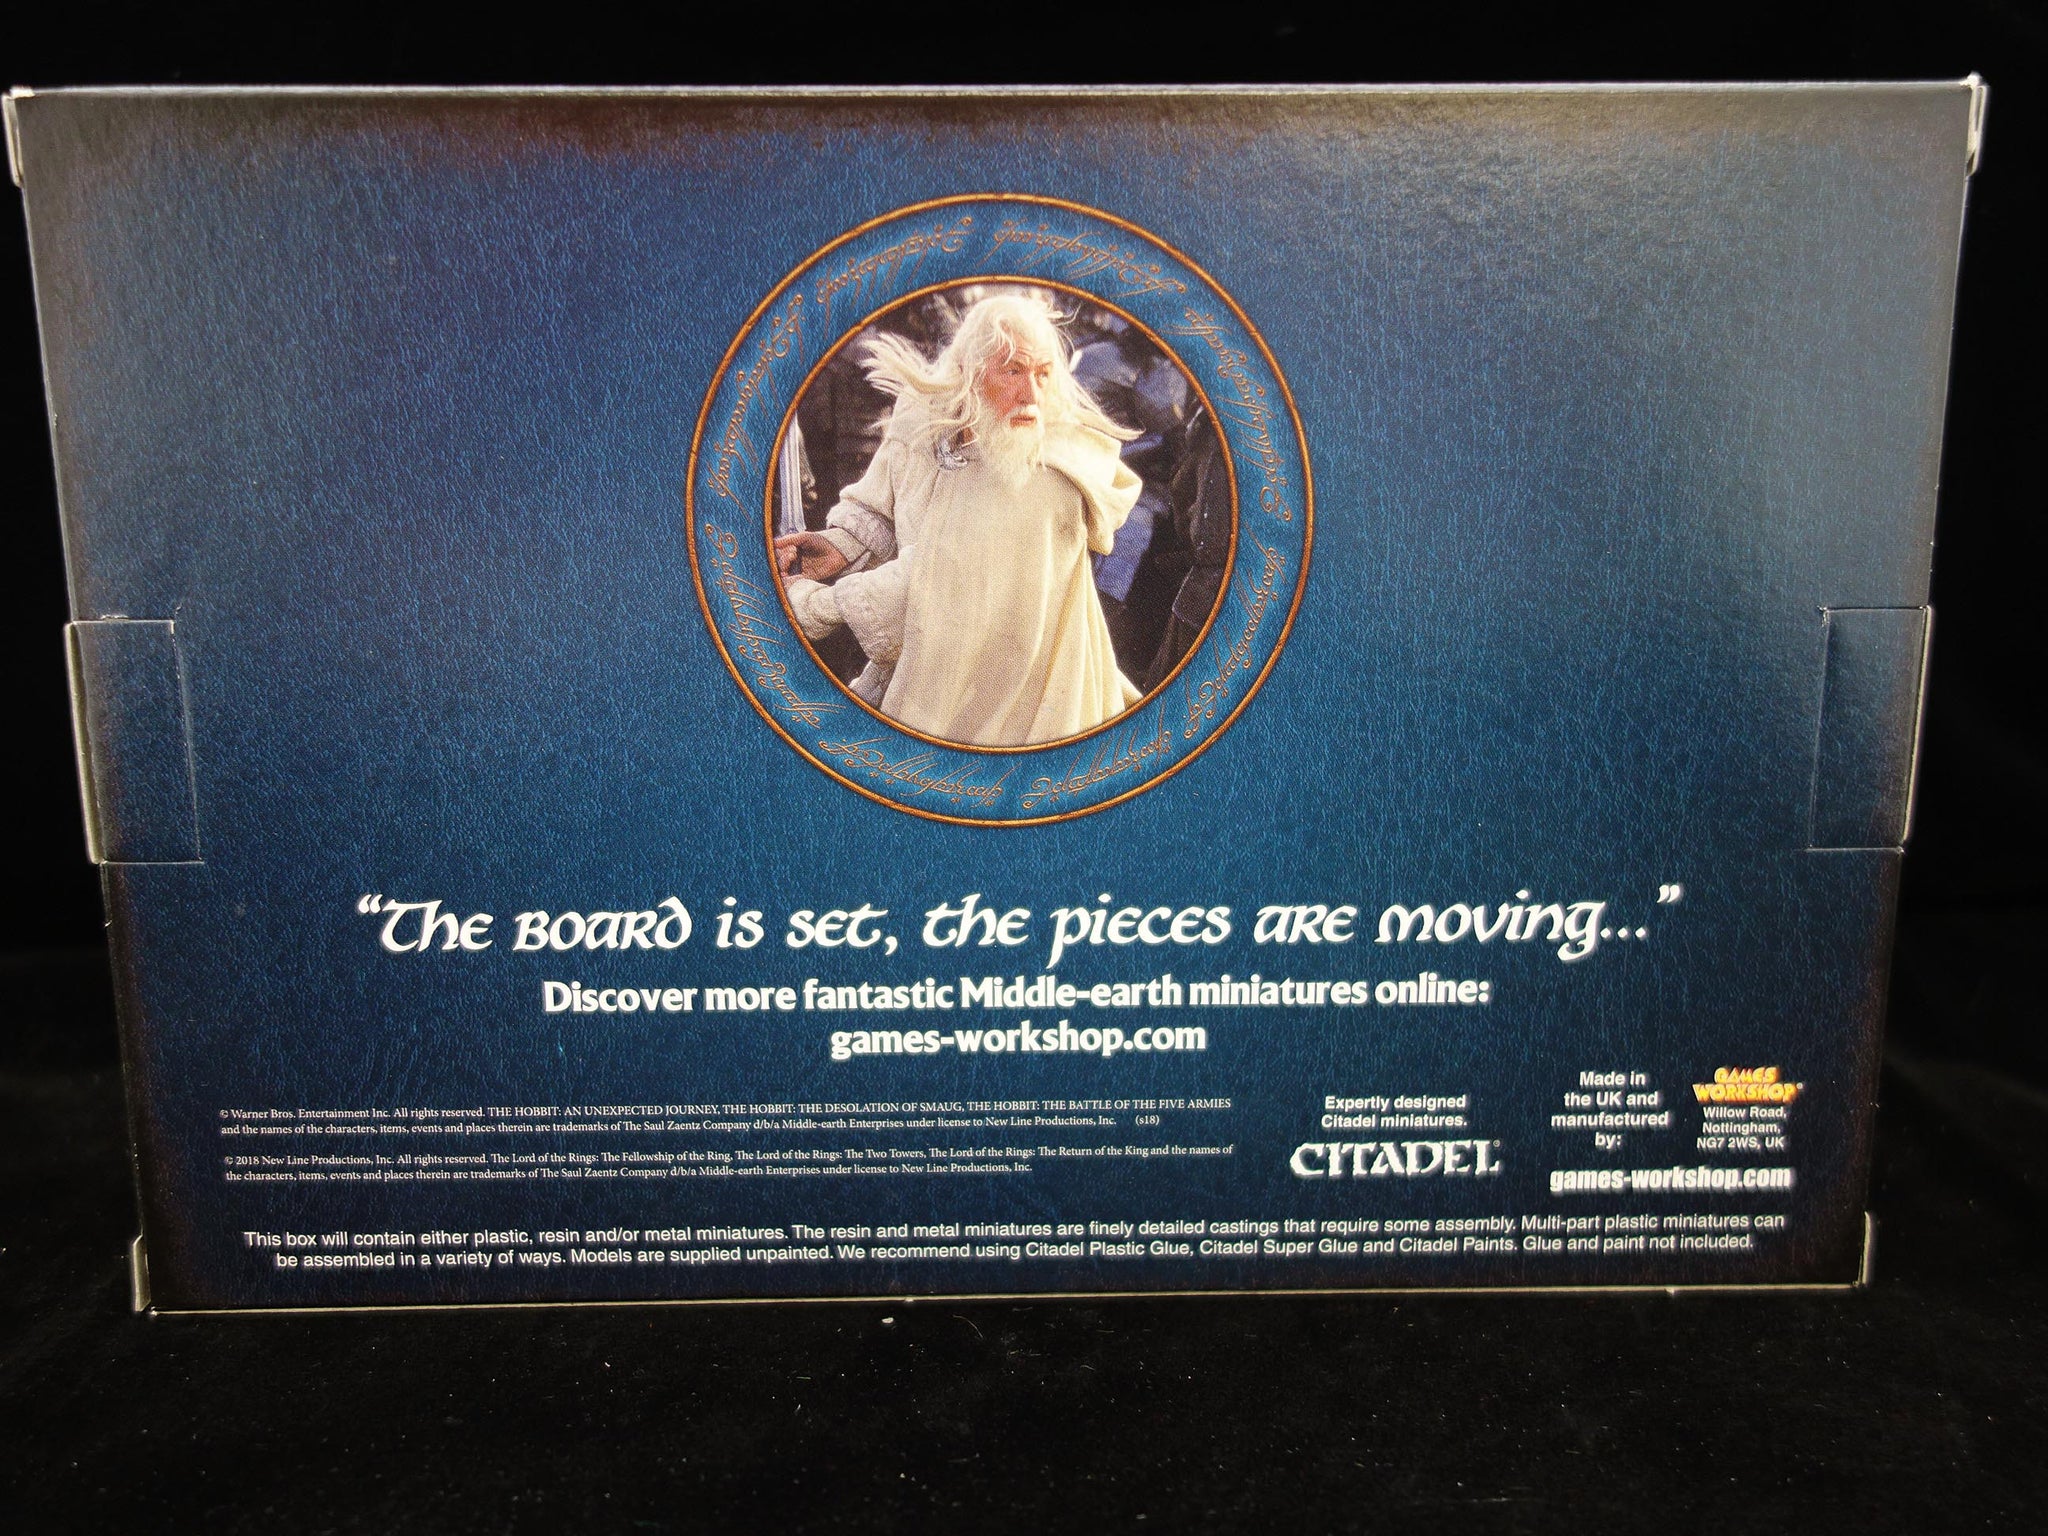 “The Board is set, the pieces are moving...”
Discover more fantastic Middle-earth miniatures online:
games-workshop.com
© Warner Bros. Entertainment Inc. All rights reserved. THE HOBBIT: AN UNEXPECTED JOURNEY, THE HOBBIT: THE DESOLATION OF SMAUG, THE HOBBIT: THE BATTLE OF THE FIVE ARMIES
and the names of the characters, items, events and places therein are trademarks of The Saul Zaentz Company d/b/a Middle-earth Enterprises under license to New Line Productions, Inc. (s18)
© 2018 New Line Productions, Inc. All rights reserved. The Lord of the Rings: The Fellowship of the Ring, The Lord of the Rings: The Two Towers, The Lord of the Rings: The Return of the King and the names of
the characters, items, events and places therein are trademarks of The Saul Zaentz Company d/b/a Middle-earth Enterprises under license to New Line Productions, Inc.
Expertly designed
Citadel miniatures.
CITADEL®
Made in
the UK and
manufactured
by:
GAMES
WORKSHOP®
Willow Road,
Nottingham,
NG7 2WS, UK
games-workshop.com
This box will contain either plastic, resin and/or metal miniatures. The resin and metal miniatures are finely detailed castings that require some assembly. Multi-part plastic miniatures can
be assembled in a variety of ways. Models are supplied unpainted. We recommend using Citadel Plastic Glue, Citadel Super Glue and Citadel Paints. Glue and paint not included.